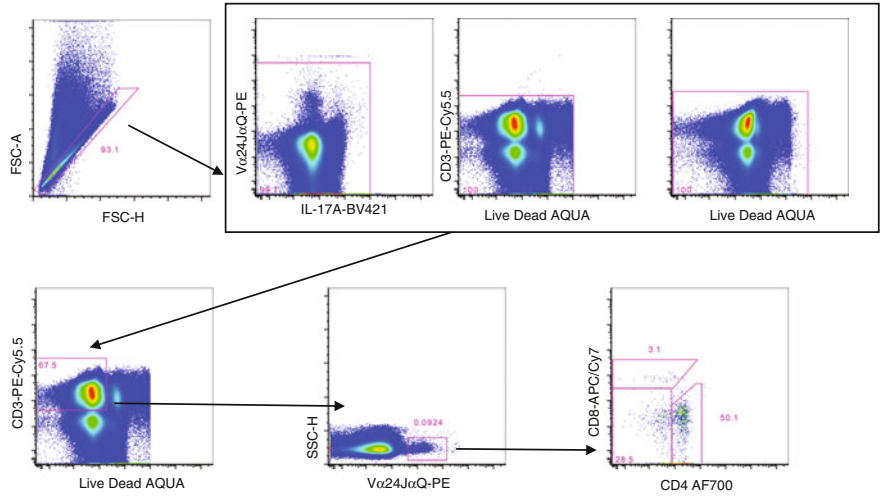 FSC-A
93.1
FSC-H
Vα24JαQ-PE
IL-17A-BV421
CD3-PE-Cy5.5
100
Live Dead AQUA
100
Live Dead AQUA
CD3-PE-Cy5.5
67.5
Live Dead AQUA
SSC-H
0.0924
Vα24JαQ-PE
CD8-APC/Cy7
3.1
50.1
28.5
CD4 AF700